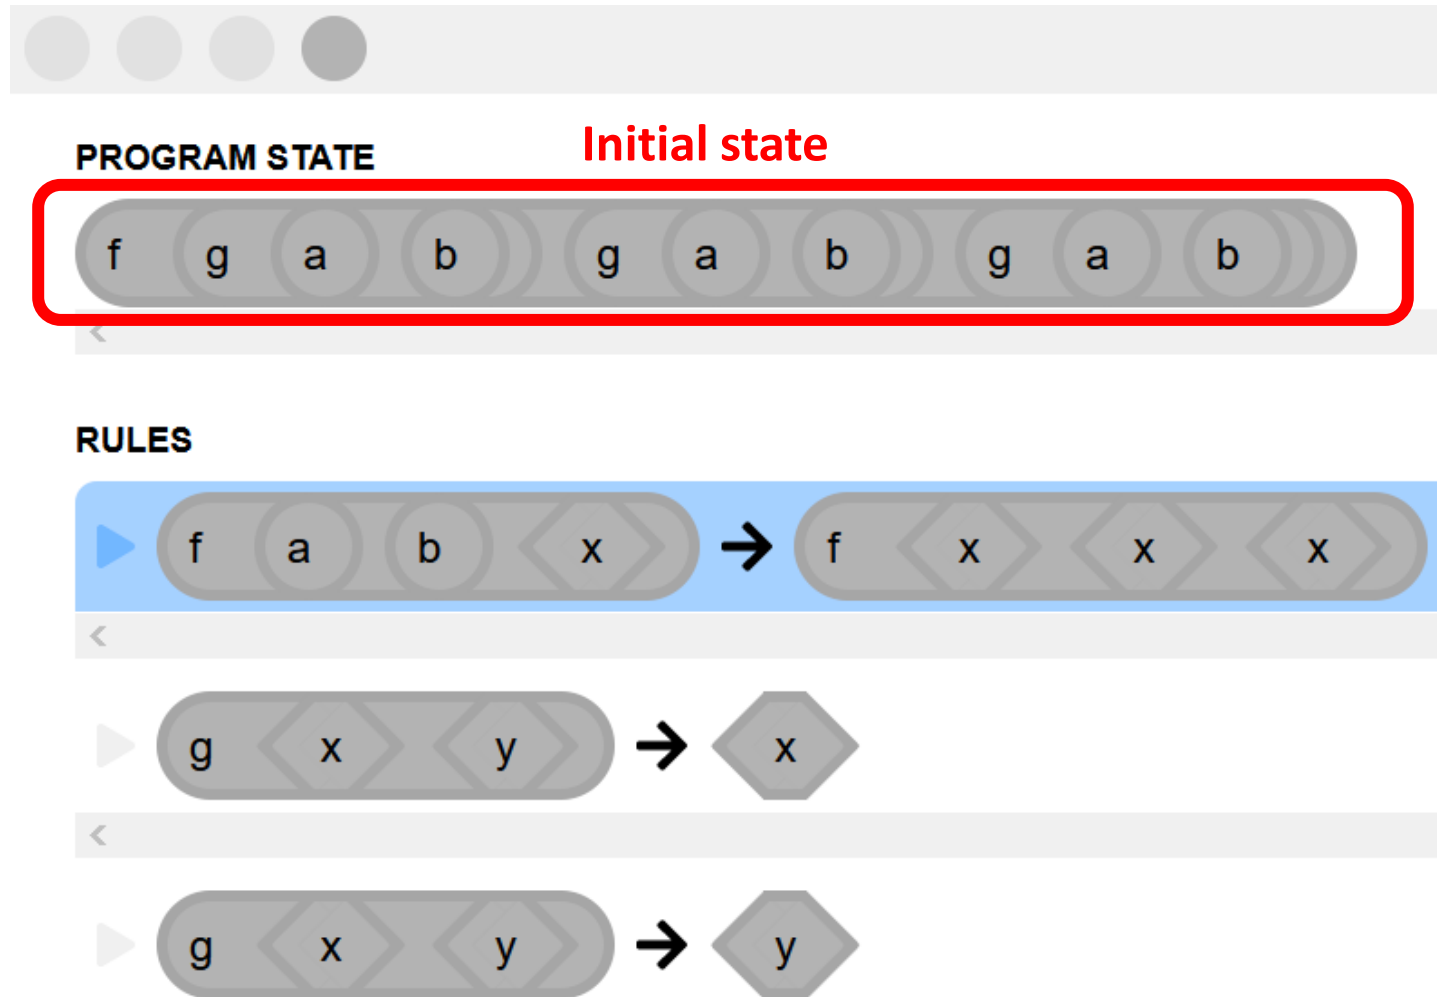 Initial state
PROGRAM STATE
f g a b g a b g a b
<
RULES
f a b x → f x x x
<
g x y → x
<
g x y → y